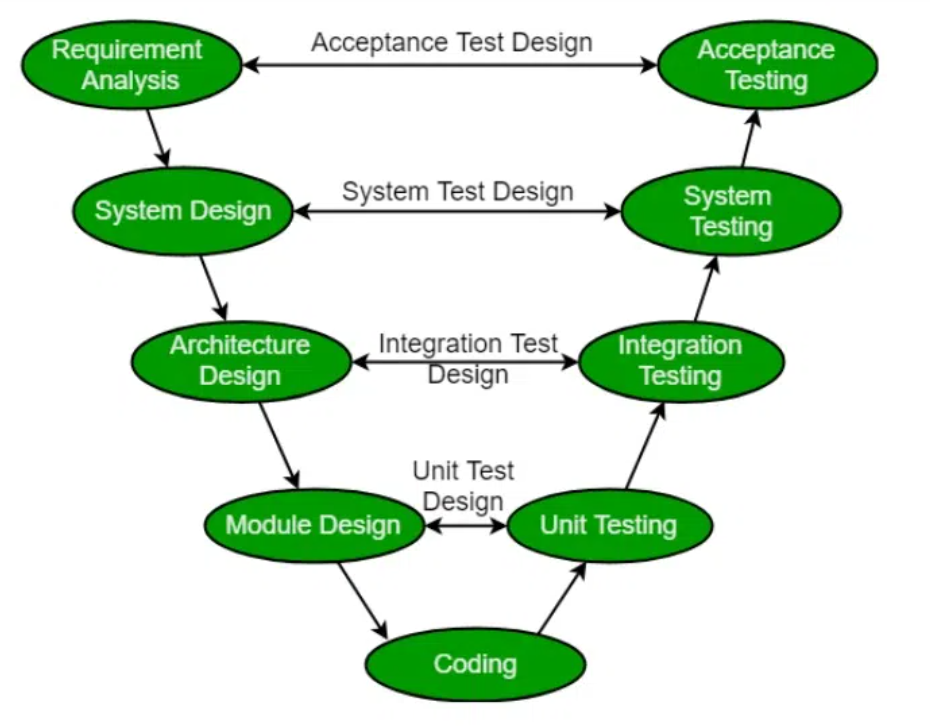 Requirement
Analysis
Acceptance Test Design
Acceptance
Testing
System Design
System Test Design
System
Testing
Architecture
Design
Integration Test
Design
Integration
Testing
Module Design
Unit Test
Design
Unit Testing
Coding